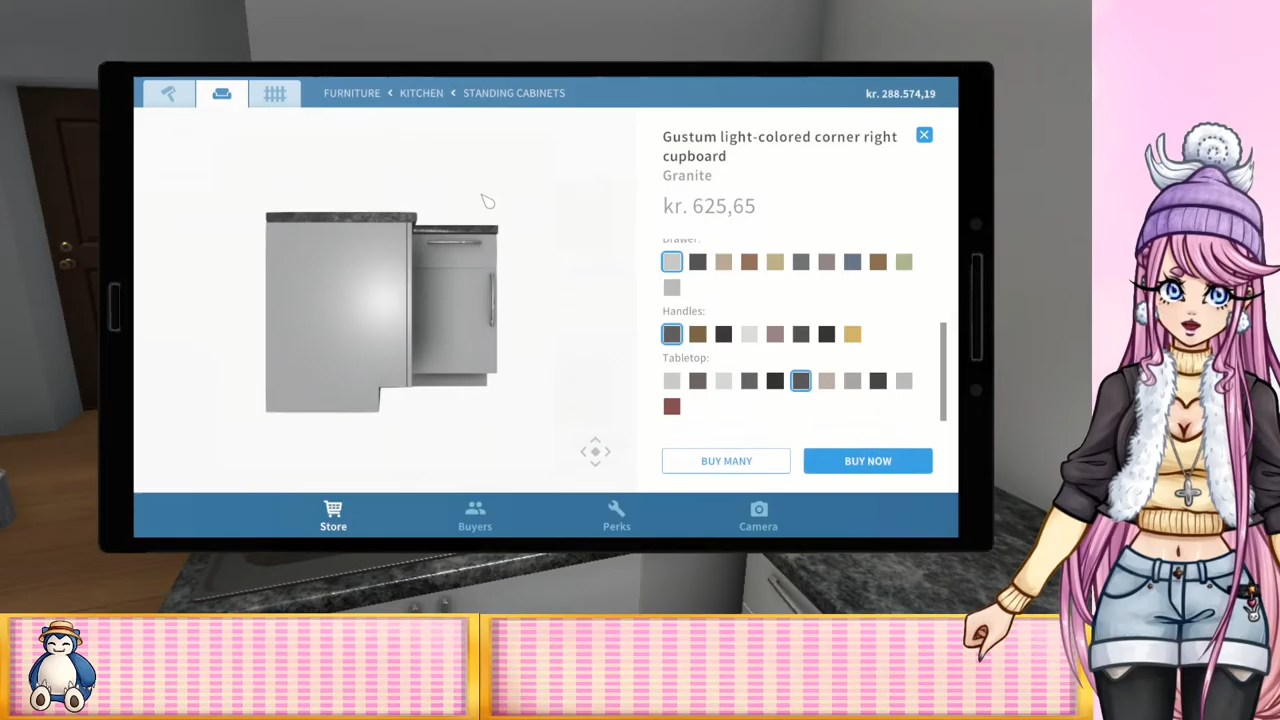 FURNITURE < KITCHEN < STANDING CABINETS
kr. 288.574,19
Gustum light-colored corner right
cupboard
Granite
kr. 625,65
Drawer:
Handles:
Tabletop:
BUY MANY
BUY NOW
Store
Buyers
Perks
Camera